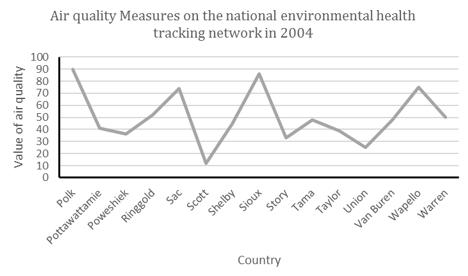 Air quality Measures on the national environmental health
tracking network in 2004
Value of air quality
100
90
80
70
60
50
40
30
20
10
0
Polk
Pottawattamie
Poweshiek
Ringgold
Sac
Scott
Shelby
Sioux
Story
Tama
Taylor
Union
Van Buren
Wapello
Warren
Country